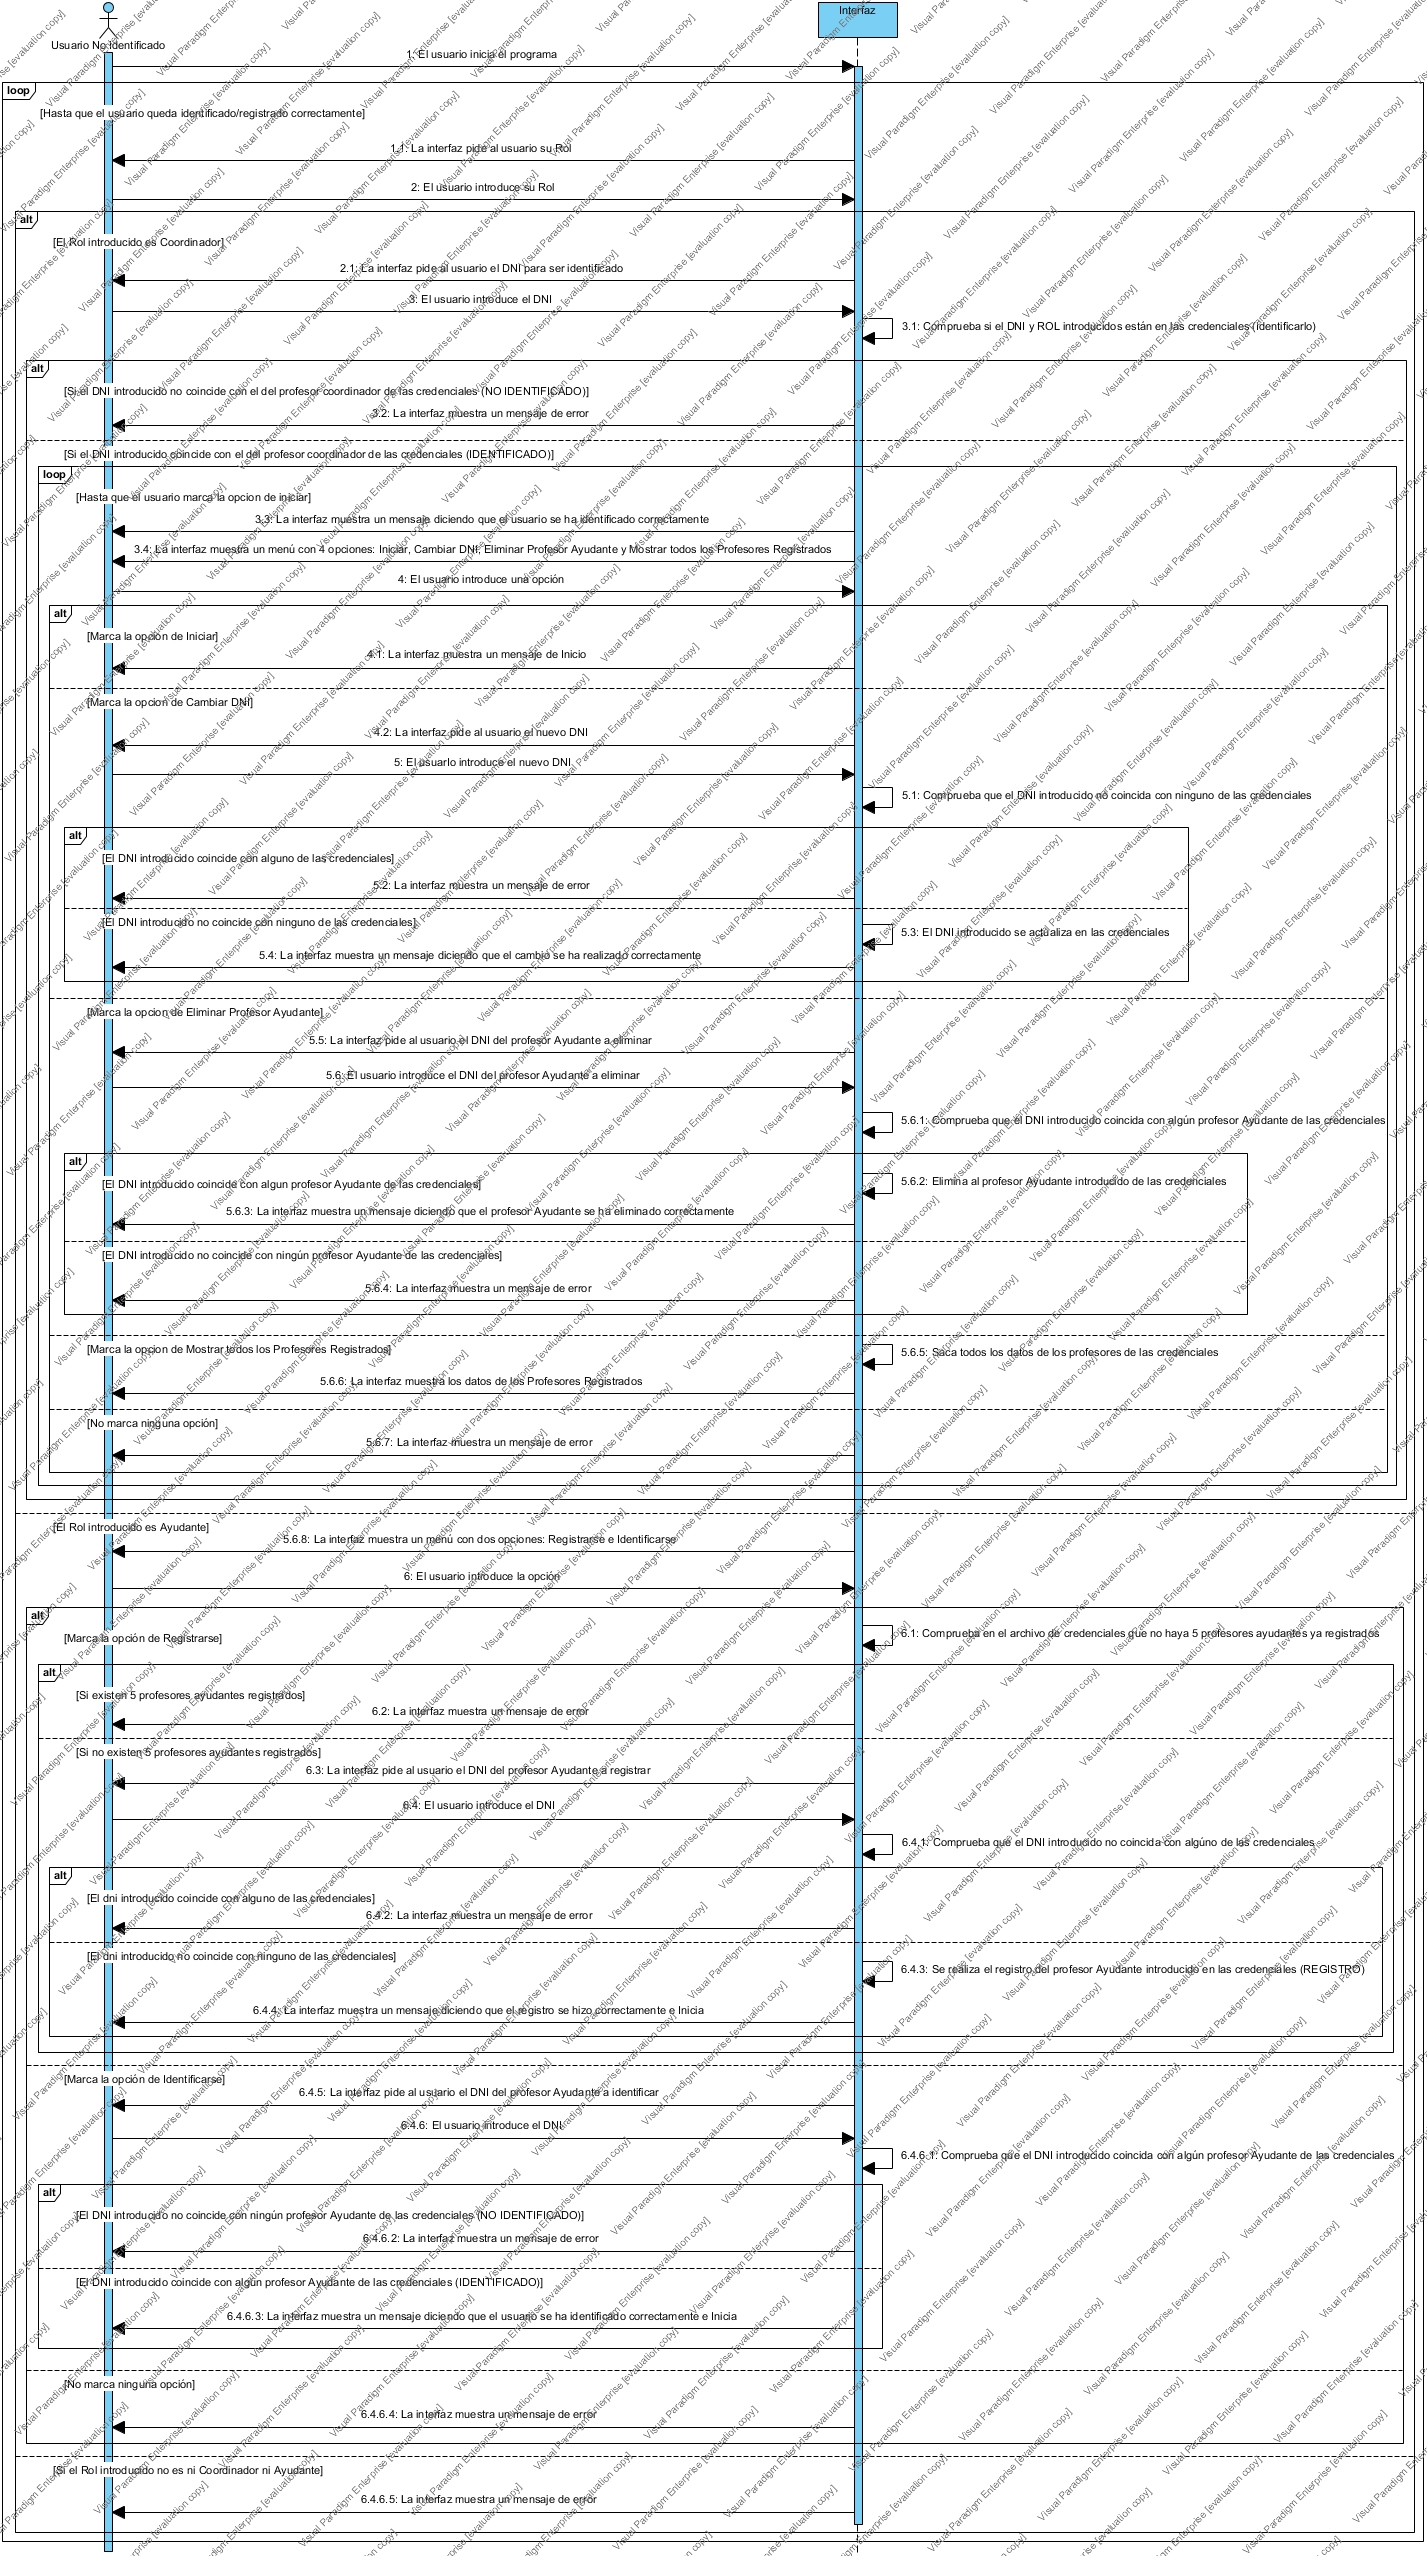 Usuario No Identificado
Interfaz
1: El usuario inicia el programa
loop
[Hasta que el usuario queda identificado/registrado correctamente]
1.1: La interfaz pide al usuario su Rol
2: El usuario introduce su Rol
alt
[El Rol introducido es Coordinador]
2.1: La interfaz pide al usuario el DNI para ser identificado
3: El usuario introduce el DNI
3.1: Comprueba si el DNI y ROL introducidos están en las credenciales (identificarlo)
alt
[Si el DNI introducido no coincide con el del profesor coordinador de las credenciales (NO IDENTIFICADO)]
3.2: La interfaz muestra un mensaje de error
[Si el DNI introducido coincide con el del profesor coordinador de las credenciales (IDENTIFICADO)]
loop
[Hasta que el usuario marca la opcion de iniciar]
3.3: La interfaz muestra un mensaje diciendo que el usuario se ha identificado correctamente
3.4: La interfaz muestra un menú con 4 opciones: Iniciar, Cambiar DNI, Eliminar Profesor Ayudante y Mostrar todos los Profesores Registrados
4: El usuario introduce una opción
alt
[Marca la opción de Iniciar]
4.1: La interfaz muestra un mensaje de Inicio
[Marca la opcion de Cambiar DNI]
4.2: La interfaz pide al usuario el nuevo DNI
5: El usuario introduce el nuevo DNI
5.1: Comprueba que el DNI introducido no coincida con ninguno de las credenciales
alt
[El DNI introducido coincide con alguno de las credenciales]
5.2: La interfaz muestra un mensaje de error
[El DNI introducido no coincide con ninguno de las credenciales]
5.3: El DNI introducido se actualiza en las credenciales
5.4: La interfaz muestra un mensaje diciendo que el cambio se ha realizado correctamente
[Marca la opcion de Eliminar Profesor Ayudante]
5.5: La interfaz pide al usuario el DNI del profesor Ayudante a eliminar
5.6: El usuario introduce el DNI del profesor Ayudante a eliminar
5.6.1: Comprueba que el DNI introducido coincida con algún profesor Ayudante de las credenciales
alt
[El DNI introducido coincide con algun profesor Ayudante de las credenciales]
5.6.2: Elimina al profesor Ayudante introducido de las credenciales
5.6.3: La interfaz muestra un mensaje diciendo que el profesor Ayudante se ha eliminado correctamente
[El DNI introducido no coincide con ningún profesor Ayudante de las credenciales]
5.6.4: La interfaz muestra un mensaje de error
[Marca la opcion de Mostrar todos los Profesores Registrados]
5.6.5: Saca todos los datos de los profesores de las credenciales
5.6.6: La interfaz muestra los datos de los Profesores Registrados
[No marca ninguna opción]
5.6.7: La interfaz muestra un mensaje de error
[El Rol introducido es Ayudante]
5.6.8: La interfaz muestra un menú con dos opciones: Registrarse e Identificarse
6: El usuario introduce la opción
alt
[Marca la opción de Registrarse]
6.1: Comprueba en el archivo de credenciales que no haya 5 profesores ayudantes ya registrados
alt
[Si existen 5 profesores ayudantes registrados]
6.2: La interfaz muestra un mensaje de error
[Si no existen 5 profesores ayudantes registrados]
6.3: La interfaz pide al usuario el DNI del profesor Ayudante a registrar
6.4: El usuario introduce el DNI
6.4.1: Comprueba que el DNI introducido no coincida con algúno de las credenciales
alt
[El dni introducido coincide con alguno de las credenciales]
6.4.2: La interfaz muestra un mensaje de error
[El dni introducido no coincide con ninguno de las credenciales]
6.4.3: Se realiza el registro del profesor Ayudante introducido en las credenciales (REGISTRO)
6.4.4: La interfaz muestra un mensaje diciendo que el registro se hizo correctamente e Inicia
[Marca la opción de Identificarse]
6.4.5: La interfaz pide al usuario el DNI del profesor Ayudante a identificar
6.4.6: El usuario introduce el DNI
6.4.6.1: Comprueba que el DNI introducido coincida con algún profesor Ayudante de las credenciales
alt
[El DNI introducido no coincide con ningún profesor Ayudante de las credenciales (NO IDENTIFICADO)]
6.4.6.2: La interfaz muestra un mensaje de error
[El DNI introducido coincide con algún profesor Ayudante de las credenciales (IDENTIFICADO)]
6.4.6.3: La interfaz muestra un mensaje diciendo que el usuario se ha identificado correctamente e Inicia
[No marca ninguna opción]
6.4.6.4: La interfaz muestra un mensaje de error
[Si el Rol introducido no es ni Coordinador ni Ayudante]
6.4.6.5: La interfaz muestra un mensaje de error
Visual Paradigm Enterprise [evaluation copy]